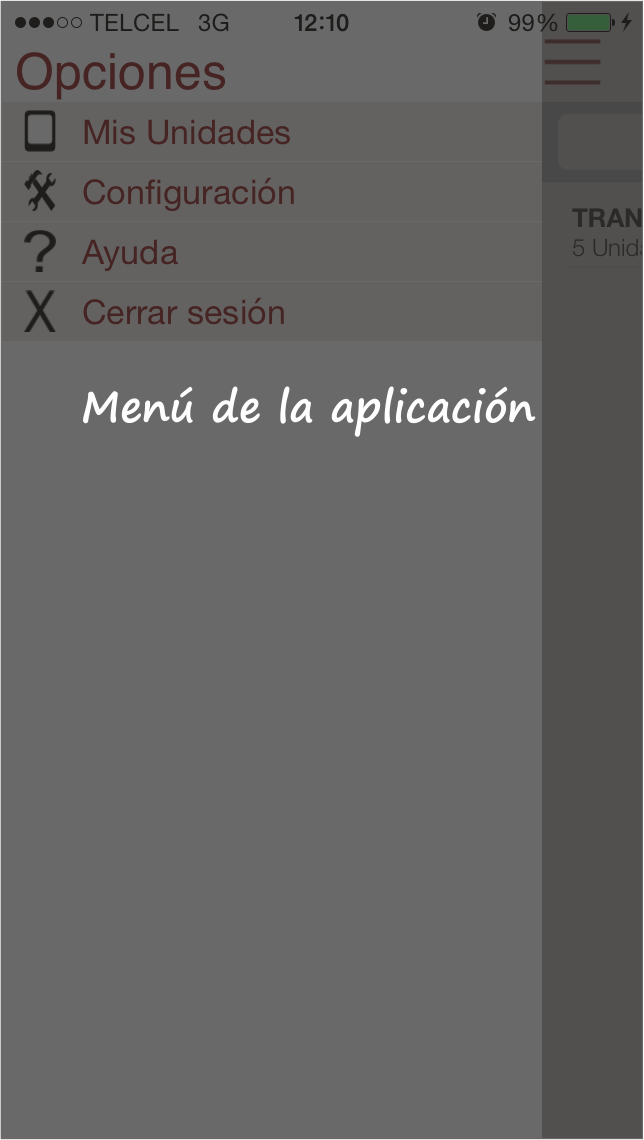 TELCEL 3G 12:10 99%
Opciones
Mis Unidades
Configuración
Ayuda
Cerrar sesión
TRAN
5 Unid
Menú de la aplicación